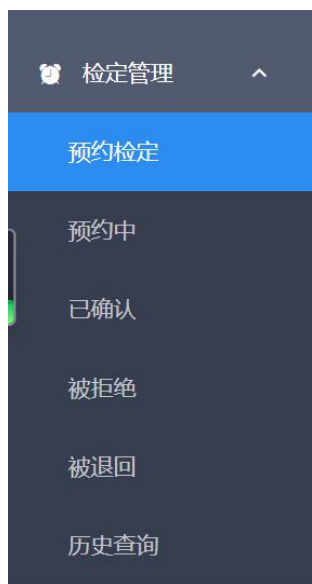 检定管理
预约检定
预约中
已确认
被拒绝
被退回
历史查询